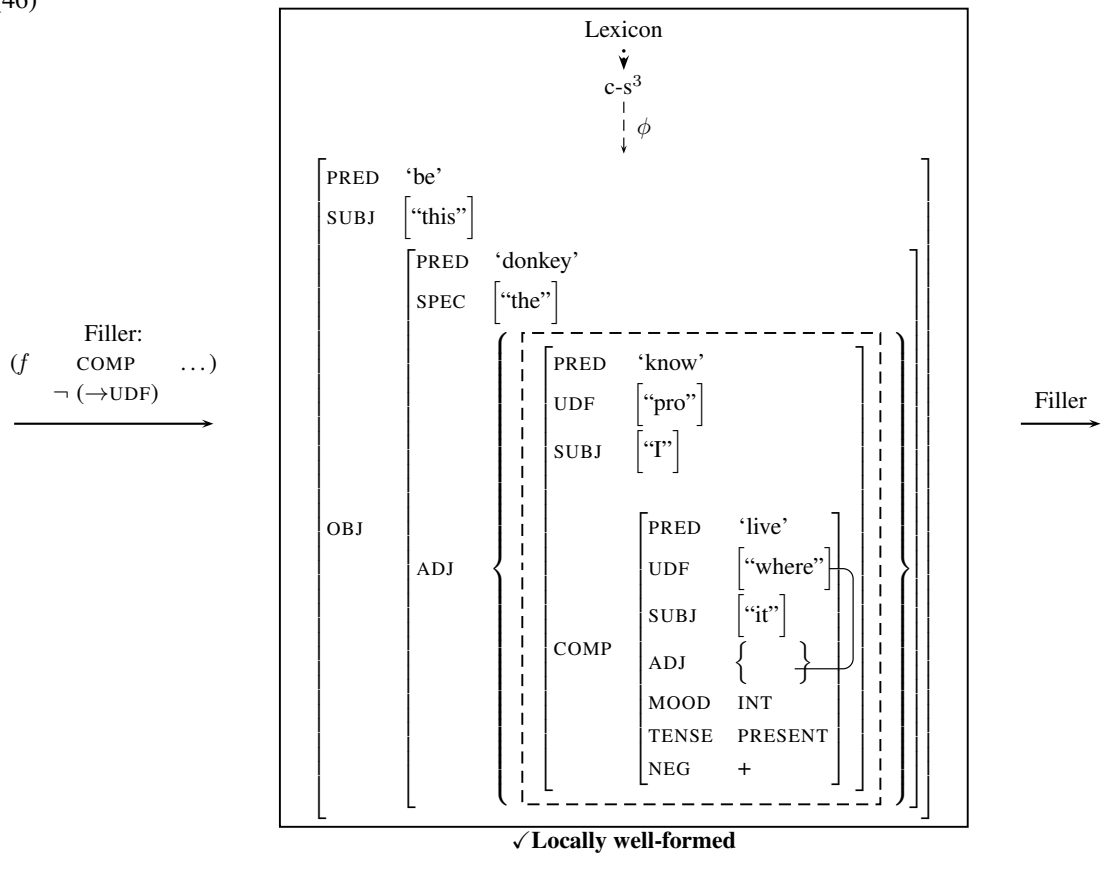 46)
Lexicon
c-s³
ϕ
PRED ‘be’
SUBJ [“this”]
PRED ‘donkey’
SPEC [“the”]
Filler:
(f COMP …)
¬ (→UDF)
PRED ‘know’
UDF [“pro”]
SUBJ [“I”]
Filler
OBJ
PRED ‘live’
ADJ
UDF [“where”]
SUBJ [“it”]
COMP
ADJ { }
MOOD INT
TENSE PRESENT
NEG +
✓Locally well-formed